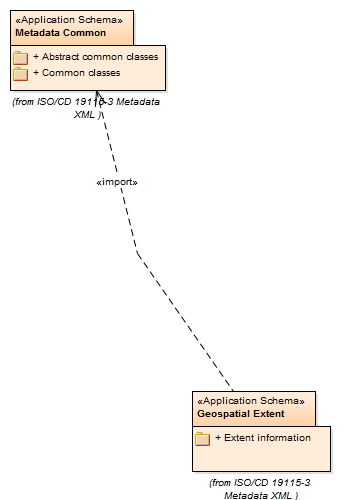 «Application Schema»
Metadata Common
+ Abstract common classes
+ Common classes
(from ISO/CD 19115-3 Metadata
XML )
«import»
«Application Schema»
Geospatial Extent
+ Extent information
(from ISO/CD 19115-3
Metadata XML )